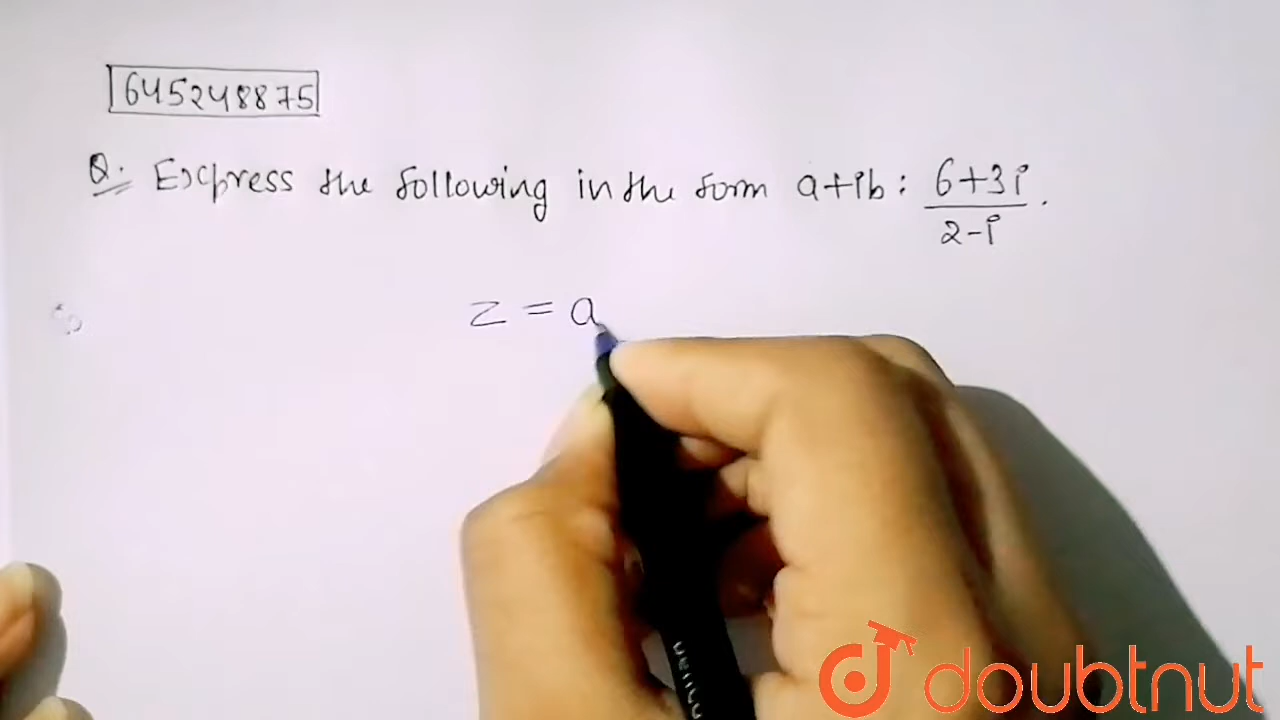 645248875
Q. Express the following in the form a+ib: 6+3i/2-i.
z = a
doubtnut